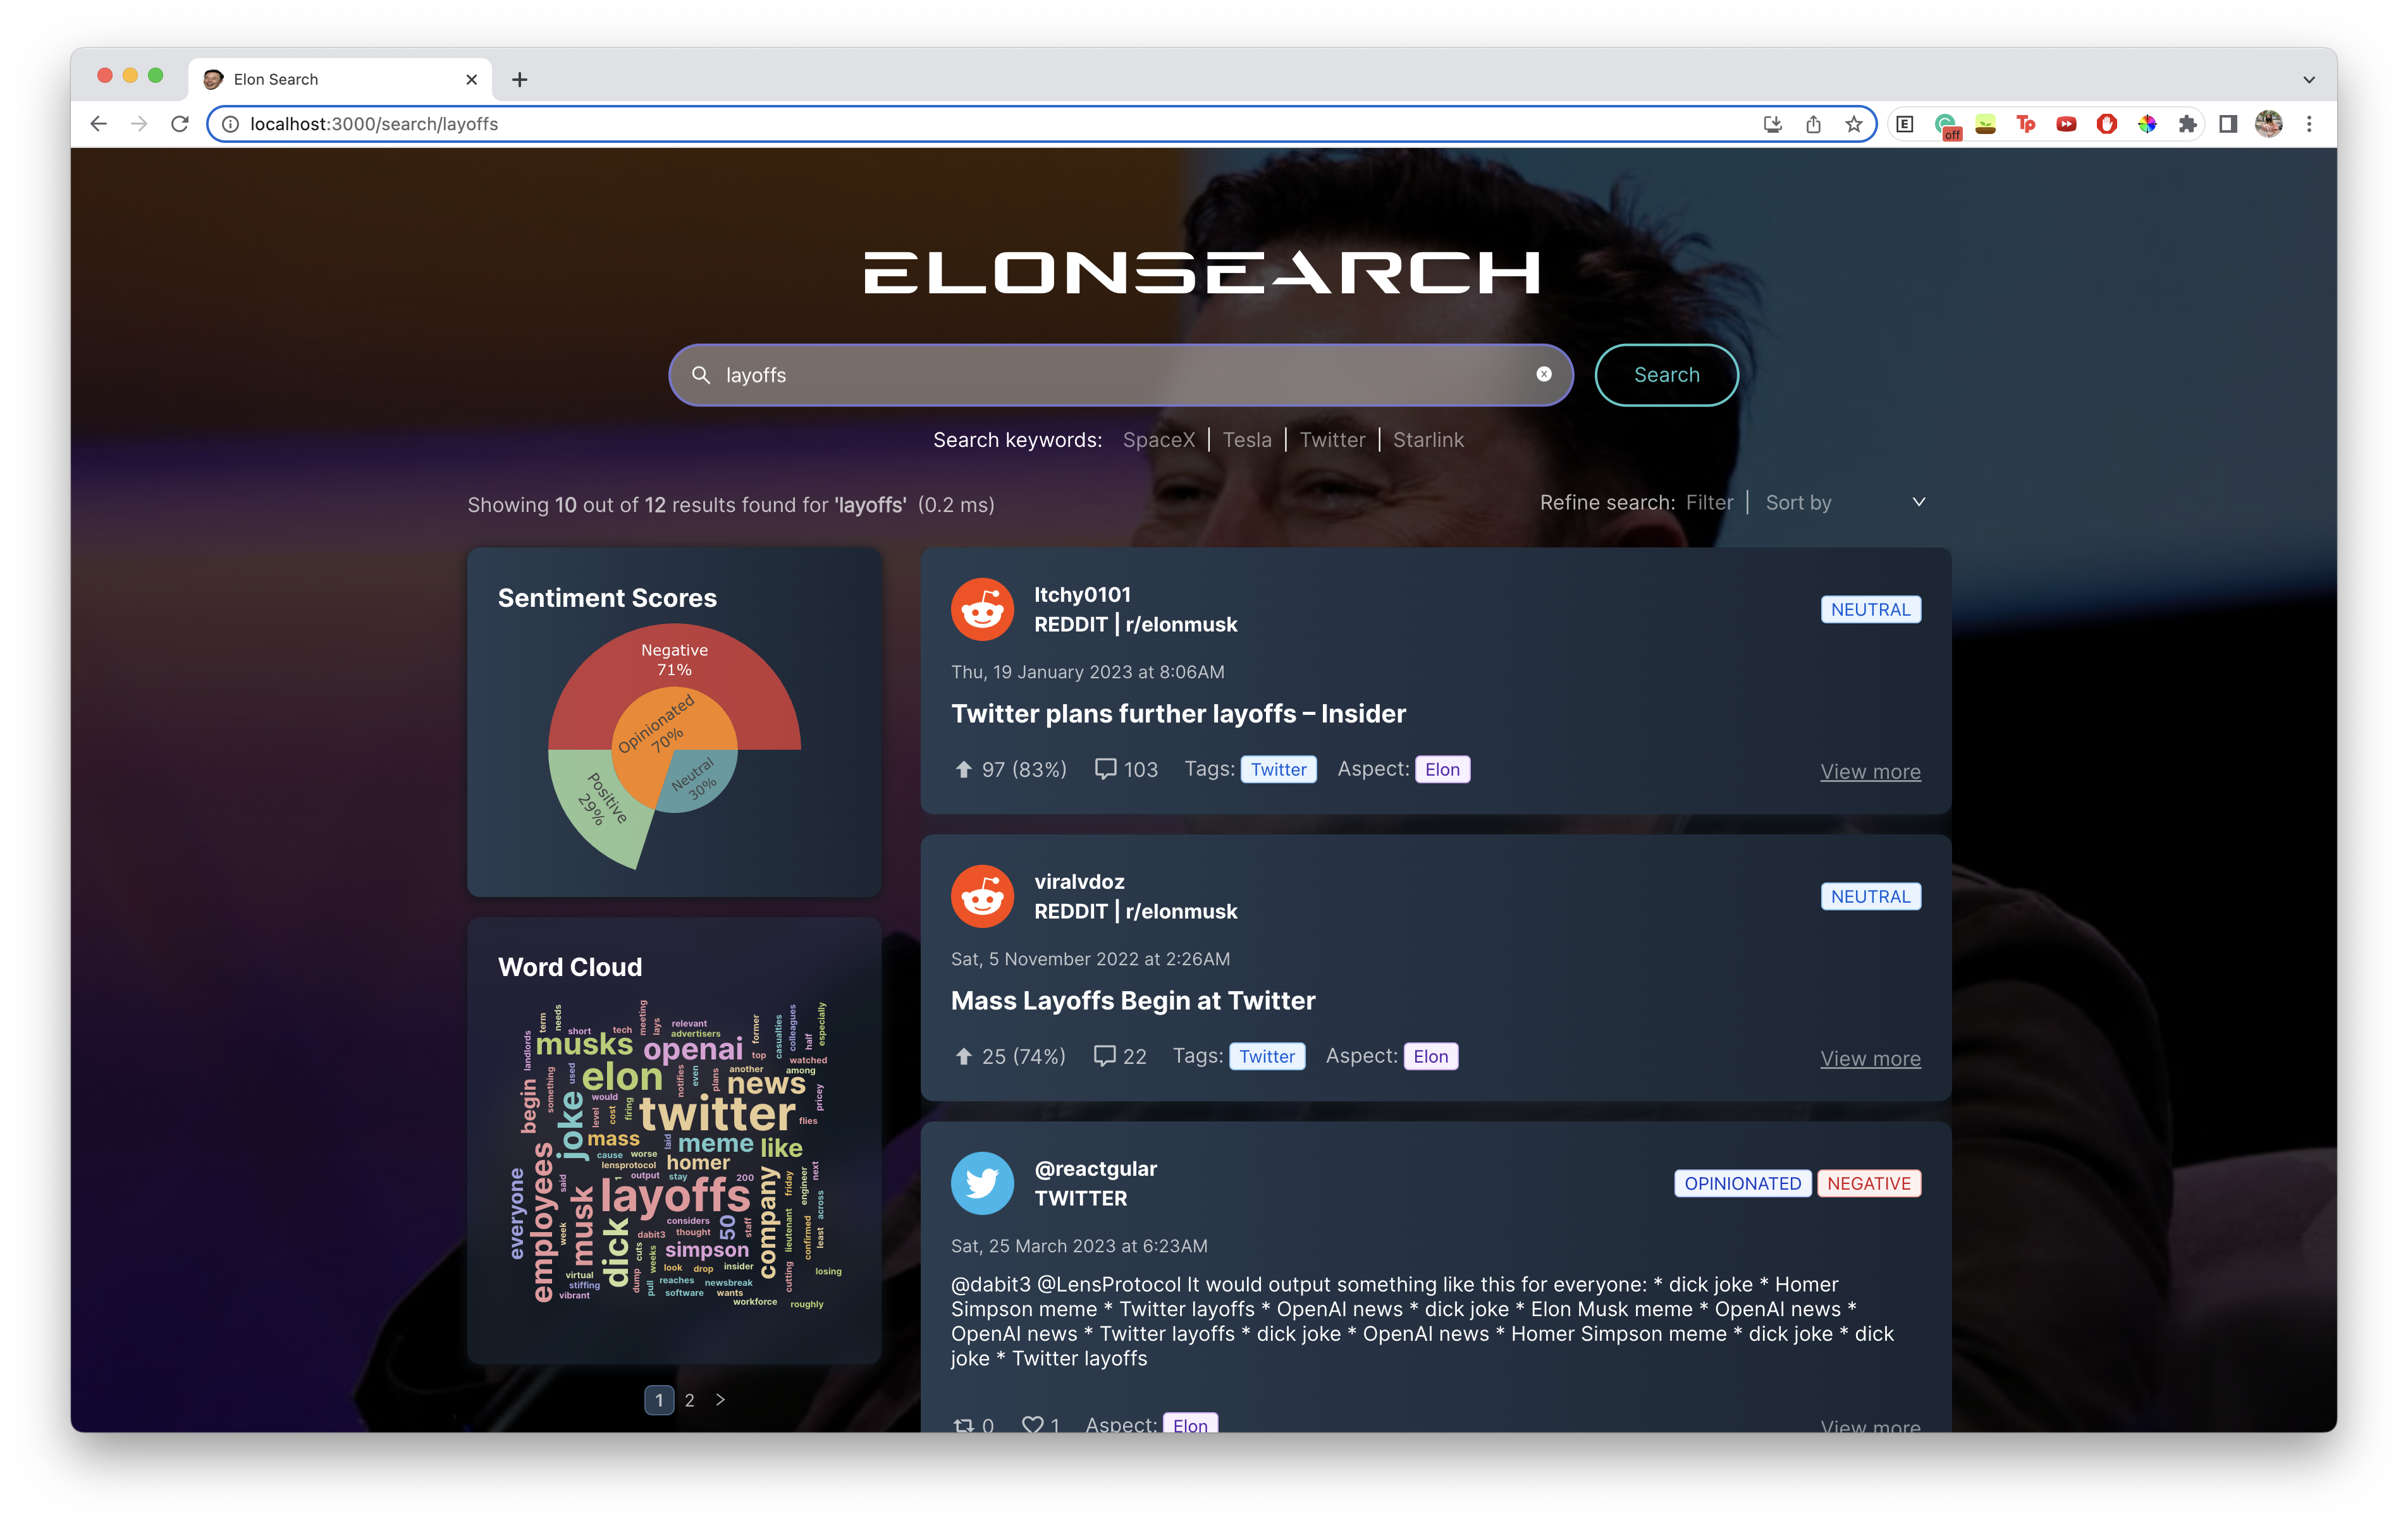 Elon Search
localhost:3000/search/layoffs
E
off
Tp
ELONSEARCH
layoffs
Search
Search keywords: SpaceX | Tesla | Twitter | Starlink
Showing 10 out of 12 results found for 'layoffs' (0.2 ms)
Refine search: Filter | Sort by
Sentiment Scores
Negative
71%
Opinionated
70%
Neutral
30%
Positive
29%
Word Cloud
term
needs
short
tech
meeting
lays
relevant
advertisers
former
casualties
colleagues
half
especially
landlords
musks
openai
top
watched
something
used
elon
notifies
even
plans
another
among
news
begin
joke
would
level
cost
firing
twitter
pricey
flies
mass
laid
meme
like
cause
worse
lensprotocol
homer
employees
said
1
output
stay
200
friday
engineer
next
everyone
musk
layoffs
company
across
week
dick
considers
dabit3
thought
50
staff
lieutenant
confirmed
least
cuts
weeks
simpson
look
drop
insider
cutting
losing
virtual
stiffing
vibrant
dump
pull
reaches
newsbreak
software
wants
workforce
roughly
1 2 >
ltchy0101
REDDIT | r/elonmusk
NEUTRAL
Thu, 19 January 2023 at 8:06AM
Twitter plans further layoffs – Insider
97 (83%) 103 Tags: Twitter Aspect: Elon
View more
viralvdoz
REDDIT | r/elonmusk
NEUTRAL
Sat, 5 November 2022 at 2:26AM
Mass Layoffs Begin at Twitter
25 (74%) 22 Tags: Twitter Aspect: Elon
View more
@reactgular
TWITTER
OPINIONATED NEGATIVE
Sat, 25 March 2023 at 6:23AM
@dabit3 @LensProtocol It would output something like this for everyone: * dick joke * Homer
Simpson meme * Twitter layoffs * OpenAI news * dick joke * Elon Musk meme * OpenAI news *
OpenAI news * Twitter layoffs * dick joke * OpenAI news * Homer Simpson meme * dick joke * dick
joke * Twitter layoffs
0 1 Aspect: Elon
View more